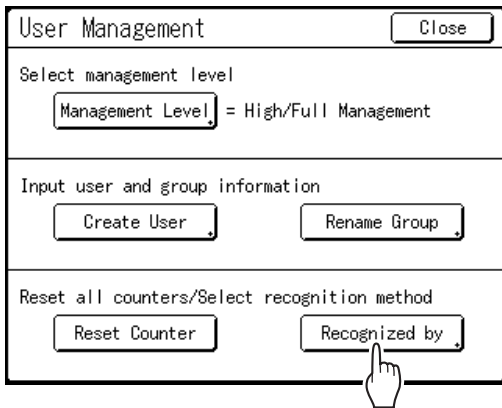 User Management Close
Select management level
Management Level = High/Full Management
Input user and group information
Create User Rename Group
Reset all counters/Select recognition method
Reset Counter Recognized by